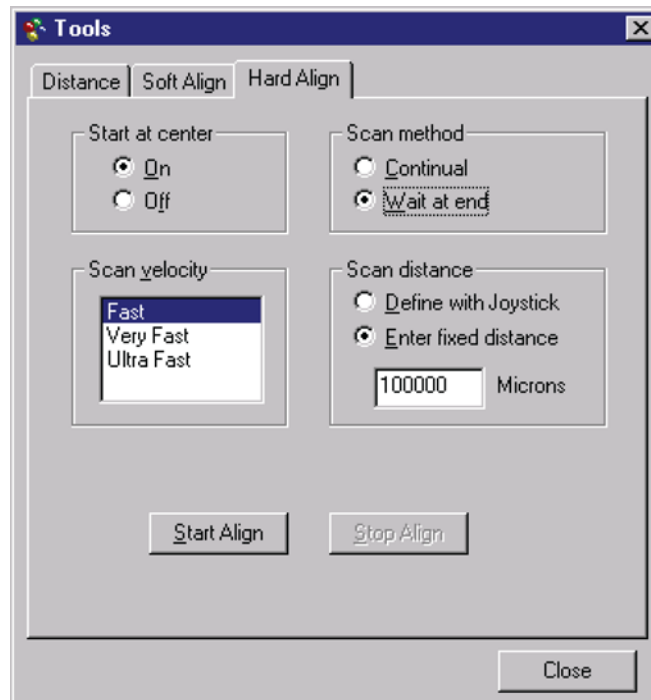 Tools
Distance Soft Align Hard Align
Start at center
On
Off
Scan method
Continual
Wait at end
Scan velocity
Fast
Very Fast
Ultra Fast
Scan distance
Define with Joystick
Enter fixed distance
100000 Microns
Start Align Stop Align
Close